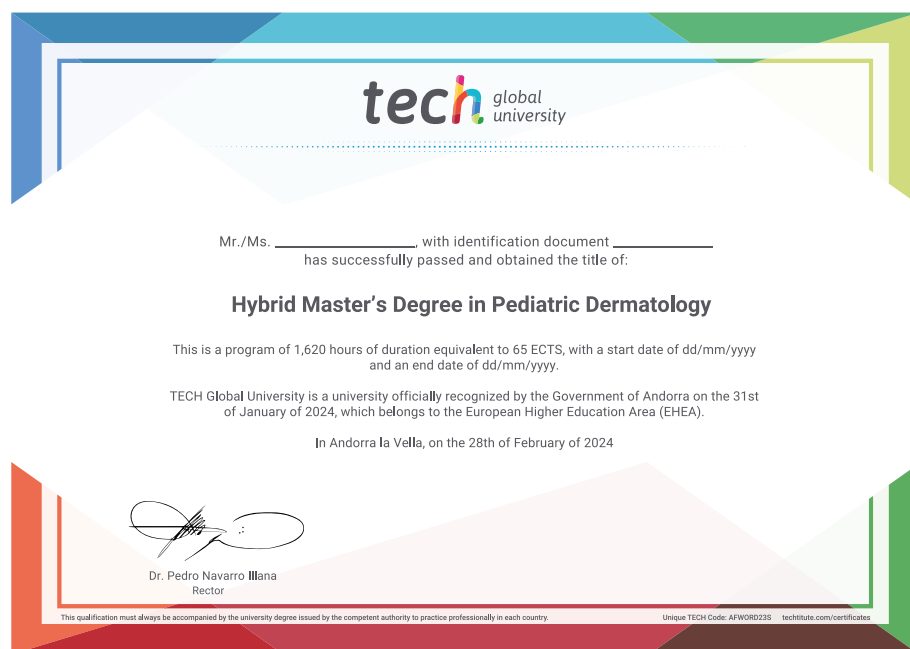 tech global
university
Mr./Ms. ____________, with identification document ____________
has successfully passed and obtained the title of:
Hybrid Master's Degree in Pediatric Dermatology
This is a program of 1,620 hours of duration equivalent to 65 ECTS, with a start date of dd/mm/yyyy
and an end date of dd/mm/yyyy.
TECH Global University is a university officially recognized by the Government of Andorra on the 31st
of January of 2024, which belongs to the European Higher Education Area (EHEA).
In Andorra la Vella, on the 28th of February of 2024
Dr. Pedro Navarro Illana
Rector
This qualification must always be accompanied by the university degree issued by the competent authority to practice professionally in each country. Unique TECH Code: AFWORD23S techtitute.com/certificates